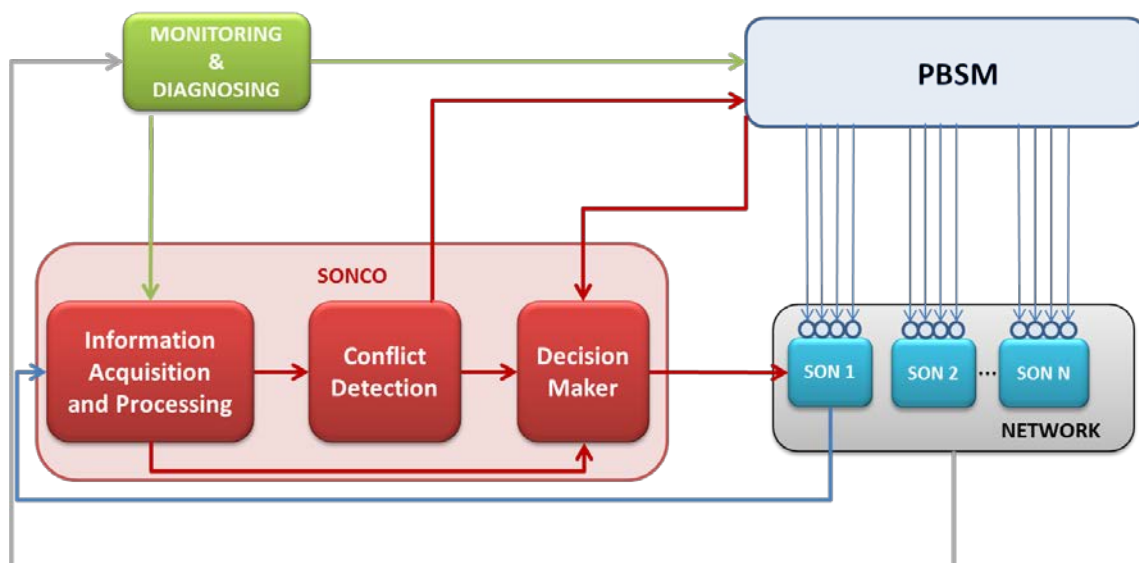 MONITORING
&
DIAGNOSING
PBSM
SONCO
Information
Acquisition
and Processing
Conflict
Detection
Decision
Maker
SON 1
SON 2
...
SON N
NETWORK